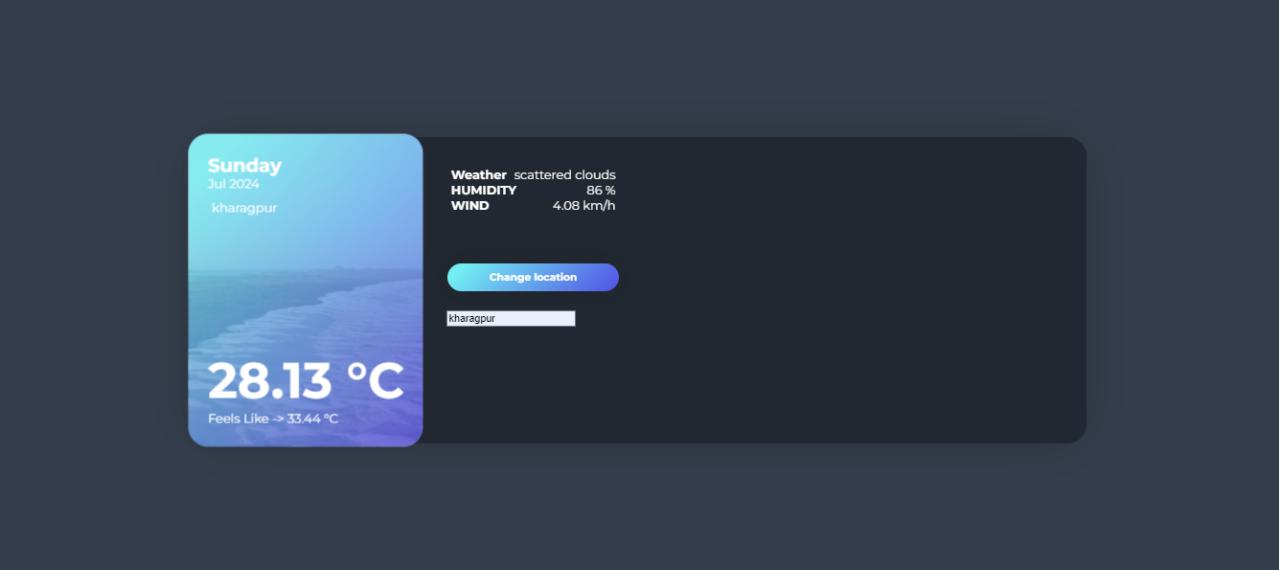 Sunday
Jul 2024
kharagpur
28.13 °C
Feels Like -> 33.44 °C
Weather scattered clouds
HUMIDITY 86 %
WIND 4.08 km/h
Change location
kharagpur